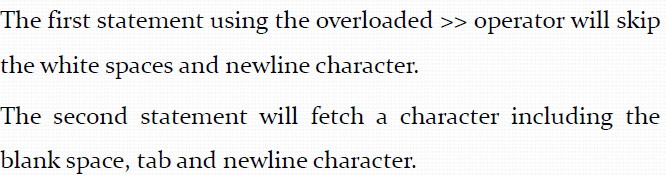 The first statement using the overloaded >> operator will skip
the white spaces and newline character.
The second statement will fetch a character including the
blank space, tab and newline character.